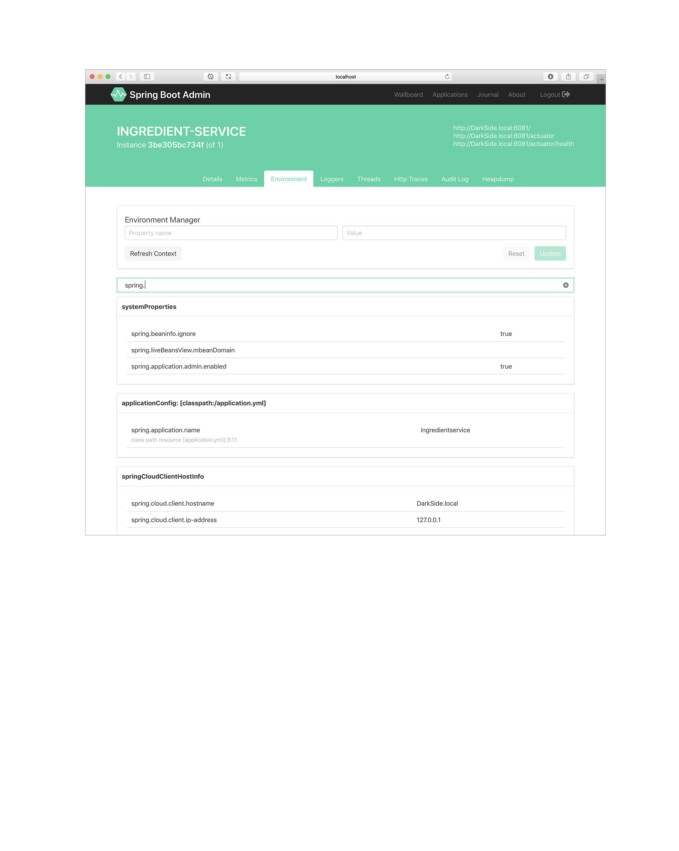 localhost
Spring Boot Admin
Wallboard Applications Journal About Logout
INGREDIENT-SERVICE
Instance 3be305bc734f (of 1)
http://DarkSide.local:8081/
http://DarkSide.local:8081/actuator
http://DarkSide.local:8081/actuator/health
Details Metrics Environment Loggers Threads Http Traces Audit Log Heapdump
Environment Manager
Property name Value
Refresh Context Reset Update
spring.
systemProperties
spring.beaninfo.ignore true
spring.liveBeansView.mbeanDomain
spring.application.admin.enabled true
applicationConfig: [classpath:/application.yml]
spring.application.name ingredientservice
class path resource [application.yml]:9:11
springCloudClientHostInfo
spring.cloud.client.hostname DarkSide.local
spring.cloud.client.ip-address 127.0.0.1